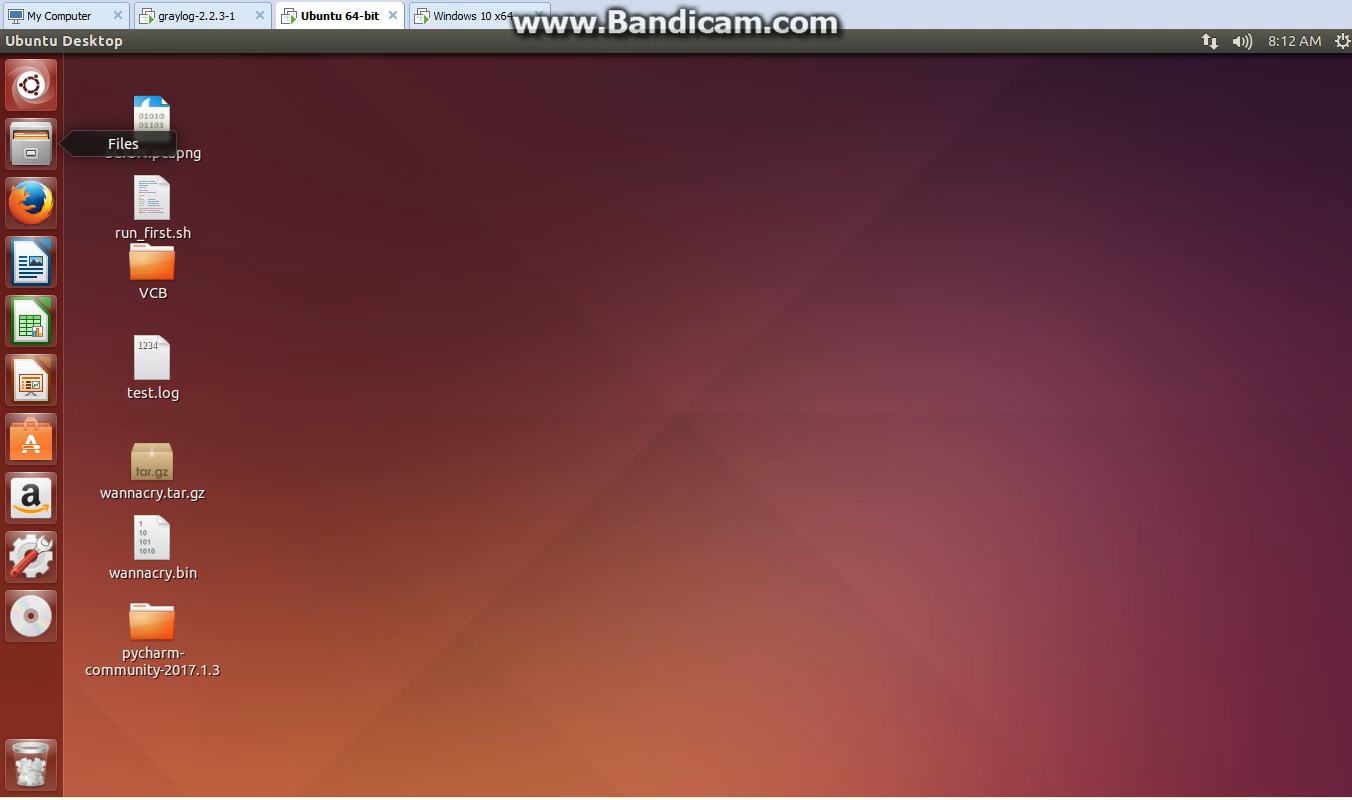 My Computer
graylog-2.2.3-1
Ubuntu 64-bit
Windows 10 x64
www.Bandicam.com
Ubuntu Desktop
8:12 AM
01010
01101
Files
run_first.sh
VCB
1234
test.log
tar.gz
wannacry.tar.gz
1
10
101
1010
wannacry.bin
pycharm-
community-2017.1.3